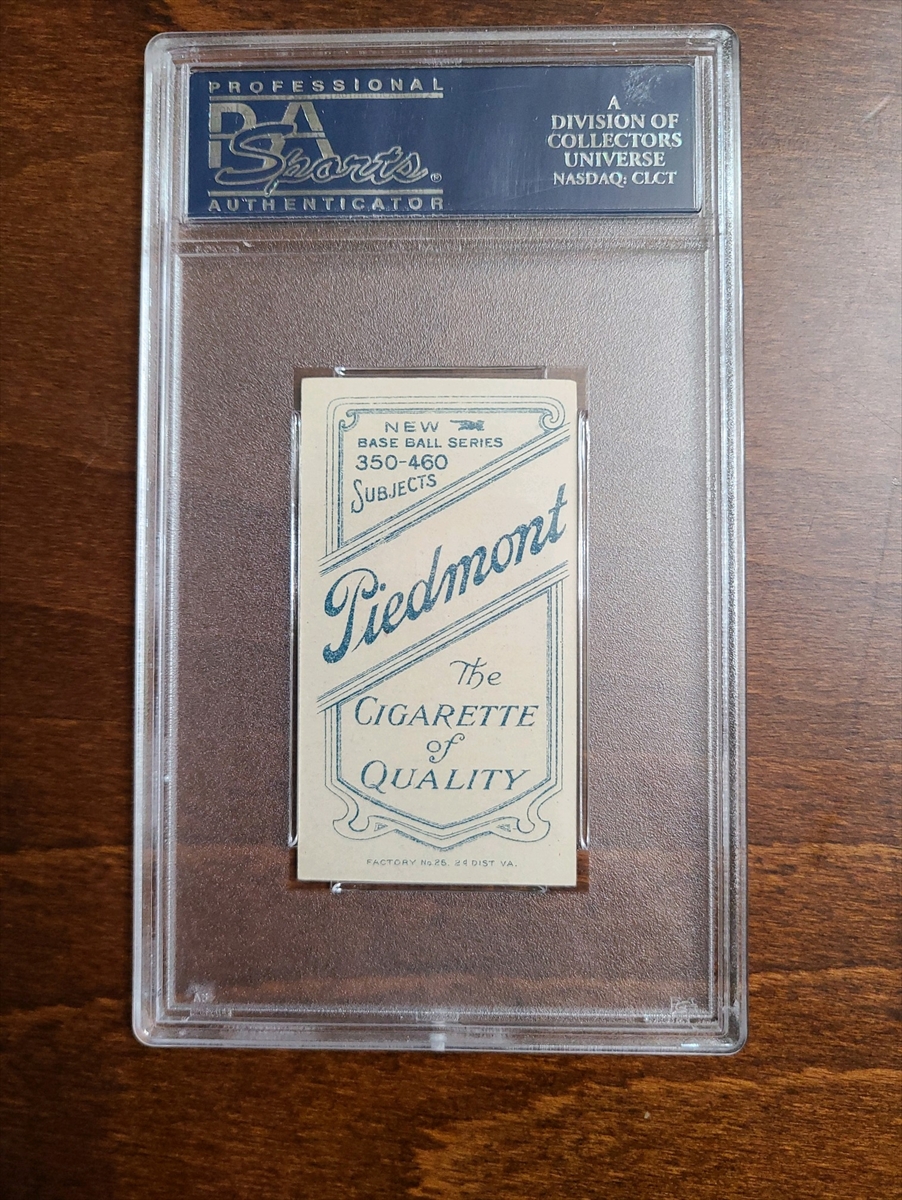 PROFESSIONAL
PSA
Sports®
AUTHENTICATOR
A
DIVISION OF
COLLECTORS
UNIVERSE
NASDAQ: CLCT
NEW
BASE BALL SERIES
350-460
SUBJECTS
Piedmont
The
CIGARETTE
of
QUALITY
FACTORY No. 25, 2d DIST VA.